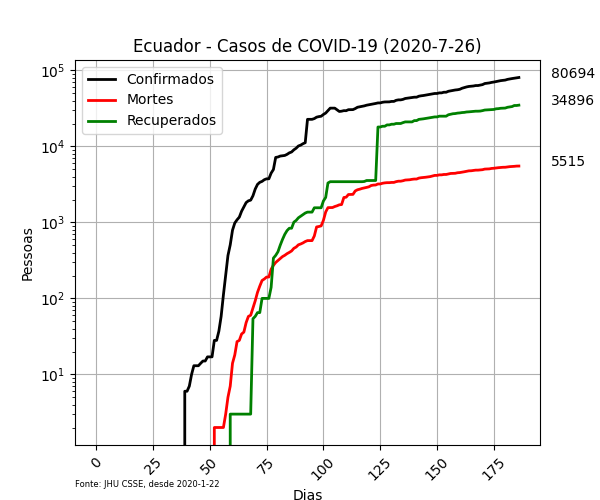 Ecuador - Casos de COVID-19 (2020-7-26)
Confirmados
Mortes
Recuperados
80694
34896
5515
Pessoas
10^5
10^4
10^3
10^2
10^1
0 25 50 75 100 125 150 175
Dias
Fonte: JHU CSSE, desde 2020-1-22